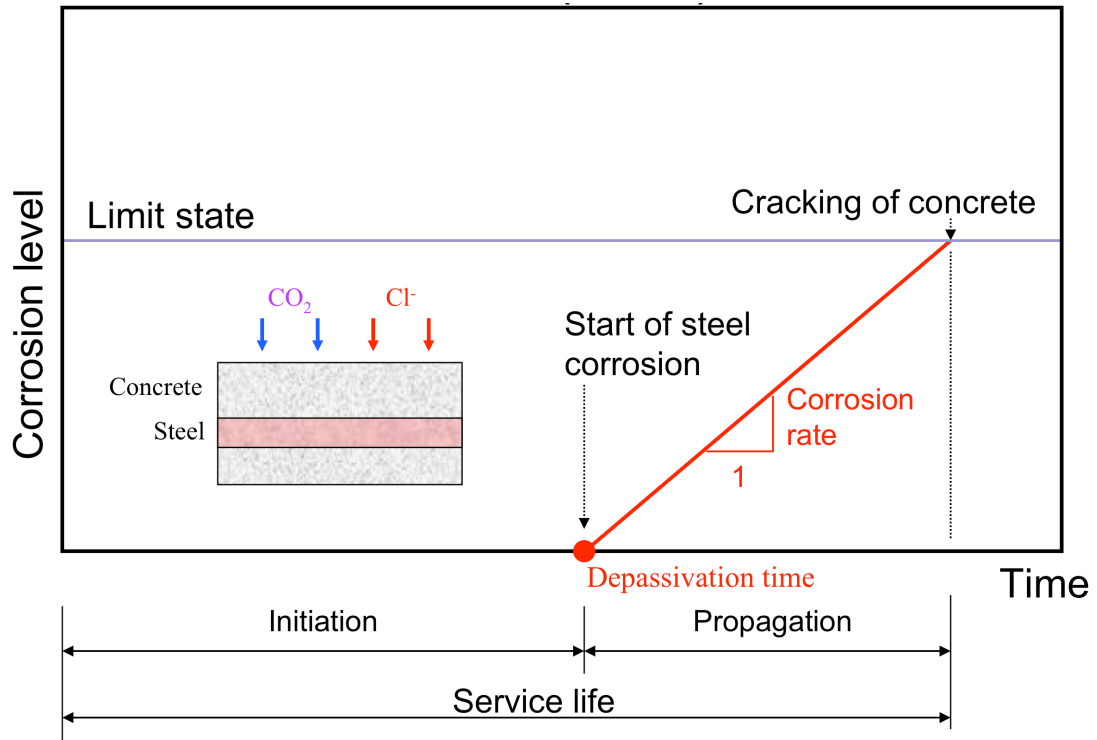 Corrosion level
Limit state
Cracking of concrete
CO₂
Cl⁻
Concrete
Steel
Start of steel
corrosion
Corrosion
rate
1
Depassivation time
Time
Initiation
Propagation
Service life